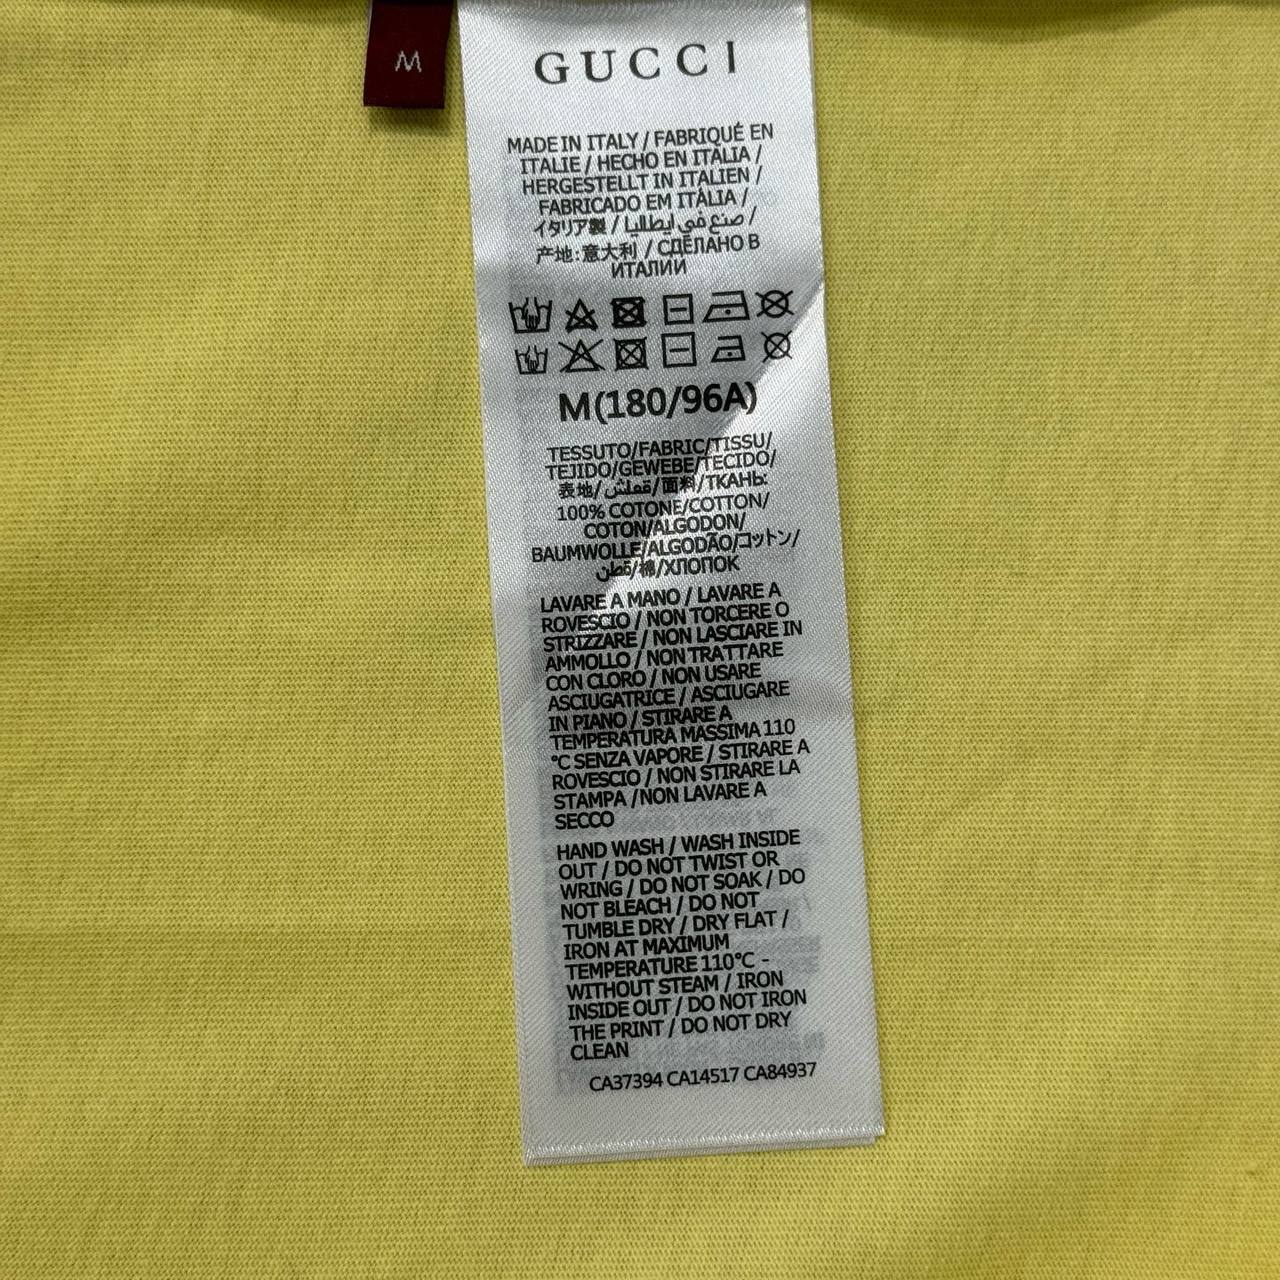 M
GUCCI
MADE IN ITALY / FABRIQUÉ EN
ITALIE / HECHO EN ITÀLIA /
HERGESTELLT IN ITALIEN /
FABRICADO EM ITÀLIA /
イタリア製 / صنع في ايطاليا /
产地:意大利 / СДЕЛАНО В
ИТАЛИИ
M(180/96A)
TESSUTO/FABRIC/TISSU/
TEJIDO/GEWEBE/TECIDO/
表地/قماش/面料/ТКАНЬ:
100% COTONE/COTTON/
COTON/ALGODON/
BAUMWOLLE/ALGODÃO/コットン/
قطن/棉/ХЛОПОК
LAVARE A MANO / LAVARE A
ROVESCIO / NON TORCERE O
STRIZZARE / NON LASCIARE IN
AMMOLLO / NON TRATTARE
CON CLORO / NON USARE
ASCIUGATRICE / ASCIUGARE
IN PIANO / STIRARE A
TEMPERATURA MASSIMA 110
°C SENZA VAPORE / STIRARE A
ROVESCIO / NON STIRARE LA
STAMPA /NON LAVARE A
SECCO
HAND WASH / WASH INSIDE
OUT / DO NOT TWIST OR
WRING / DO NOT SOAK / DO
NOT BLEACH / DO NOT
TUMBLE DRY / DRY FLAT /
IRON AT MAXIMUM
TEMPERATURE 110°C -
WITHOUT STEAM / IRON
INSIDE OUT / DO NOT IRON
THE PRINT / DO NOT DRY
CLEAN
CA37394 CA14517 CA84937